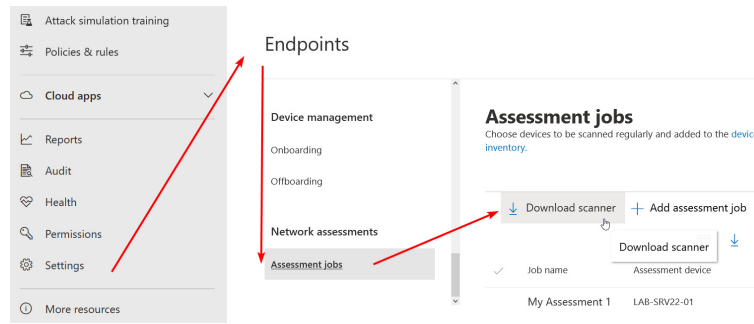 Attack simulation training
Policies & rules
Cloud apps
Reports
Audit
Health
Permissions
Settings
More resources
Endpoints
Device management
Onboarding
Offboarding
Network assessments
Assessment jobs
Assessment jobs
Choose devices to be scanned regularly and added to the devic
inventory.
Download scanner
Add assessment job
Download scanner
Job name
Assessment device
My Assessment 1
LAB-SRV22-01